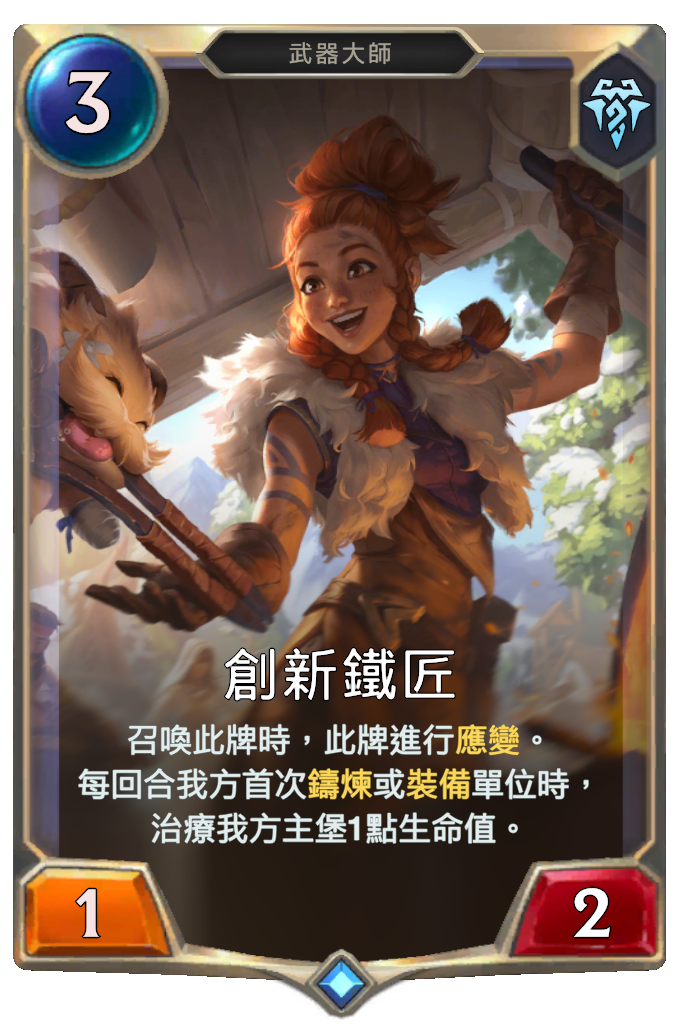 武器大師
3
創新鐵匠
召喚此牌時，此牌進行應變。
每回合我方首次鑄煉或裝備單位時，
治療我方主堡1點生命值。
1
2